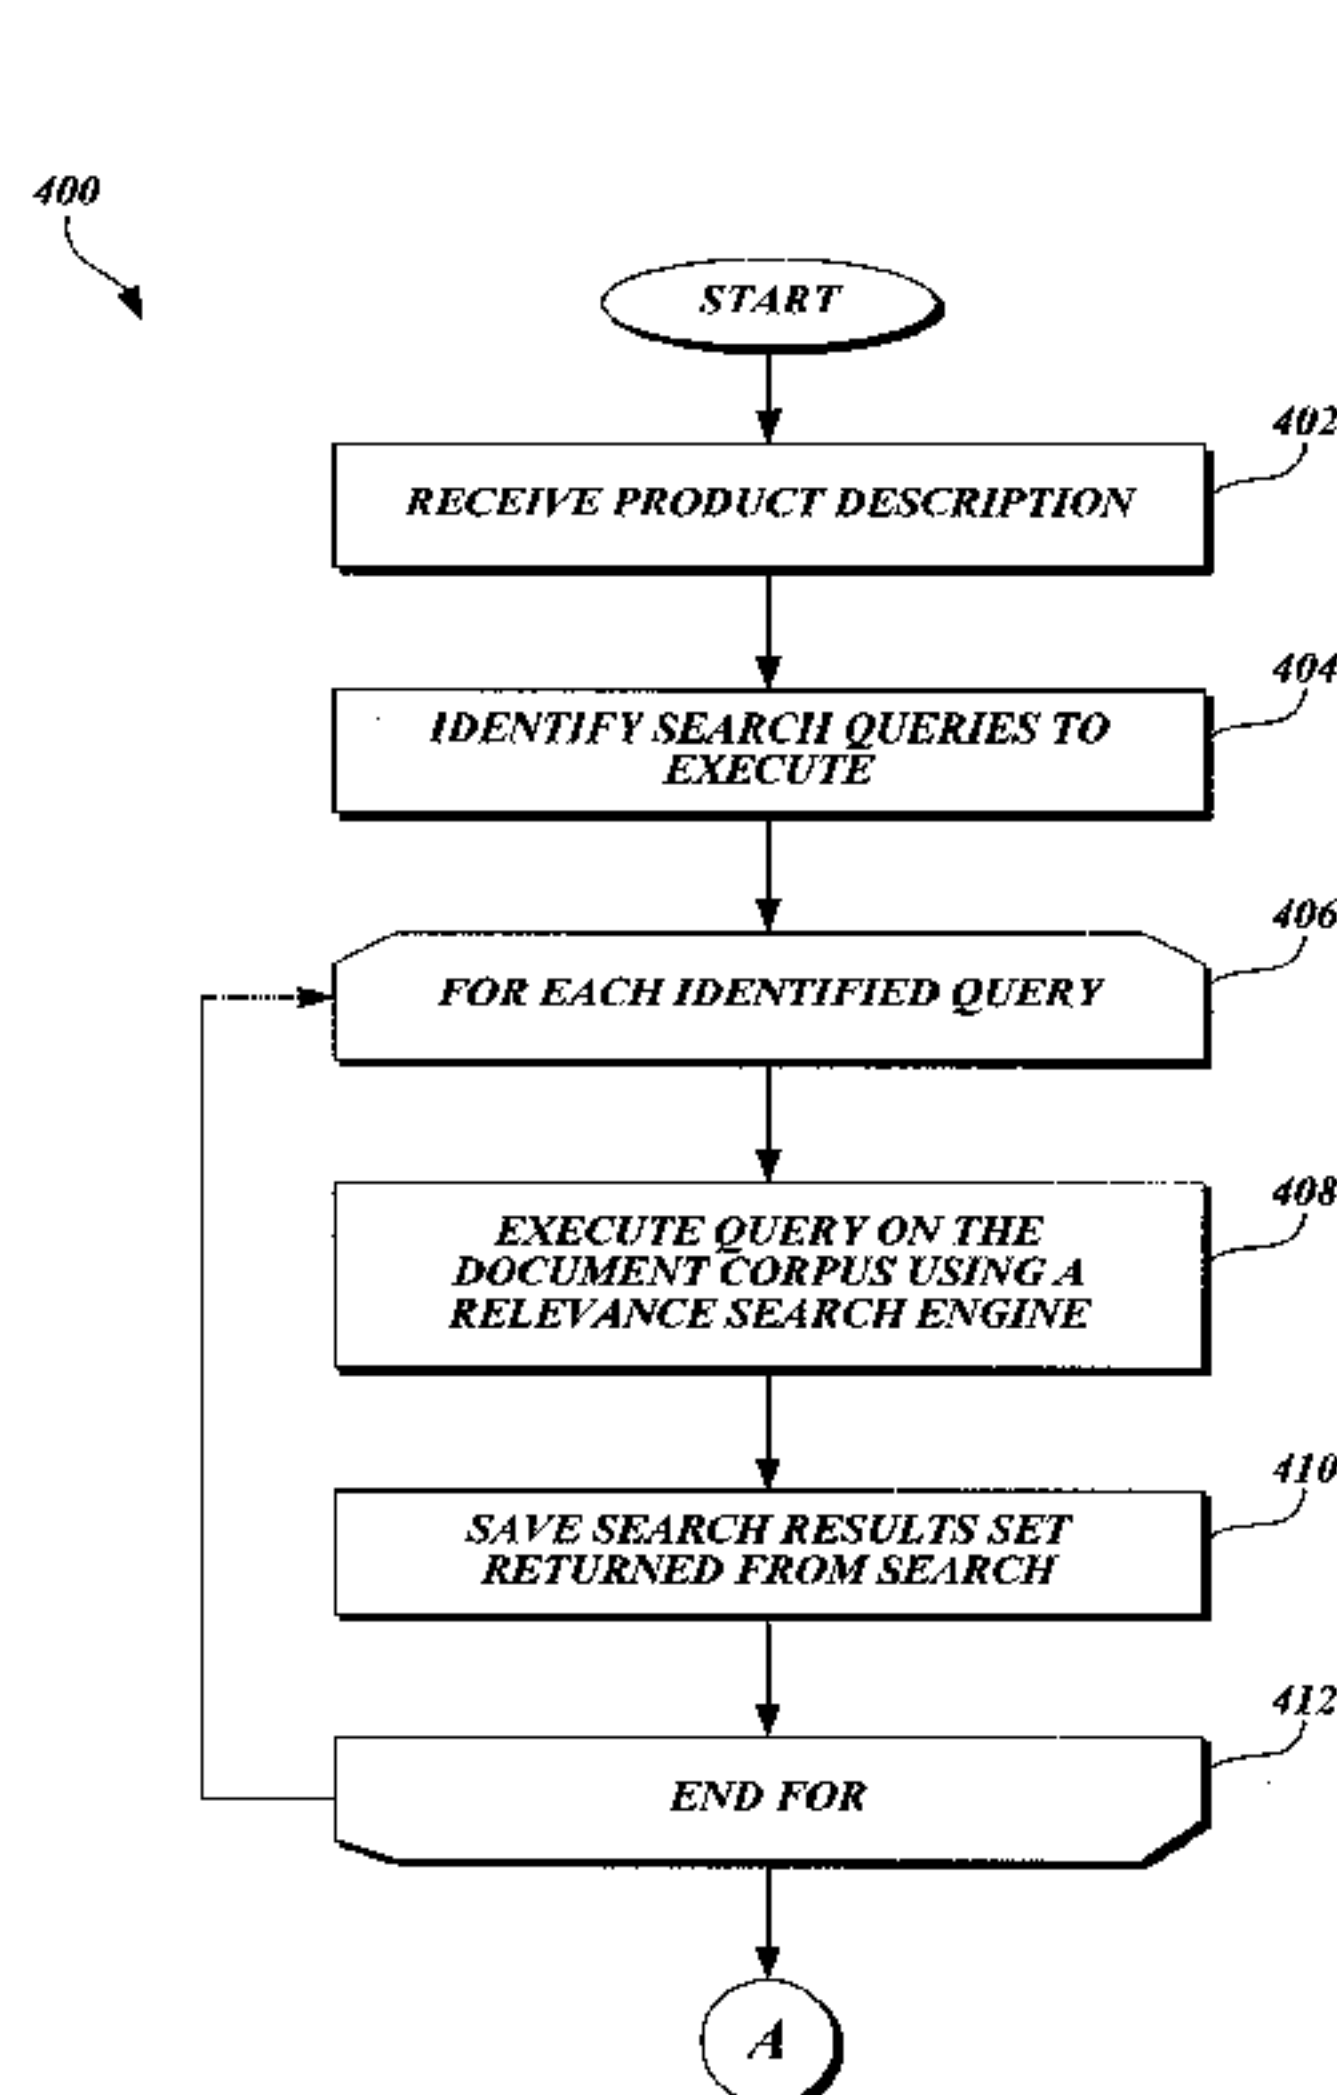 400
START
402
RECEIVE PRODUCT DESCRIPTION
404
IDENTIFY SEARCH QUERIES TO
EXECUTE
406
FOR EACH IDENTIFIED QUERY
408
EXECUTE QUERY ON THE
DOCUMENT CORPUS USING A
RELEVANCE SEARCH ENGINE
410
SAVE SEARCH RESULTS SET
RETURNED FROM SEARCH
412
END FOR
A